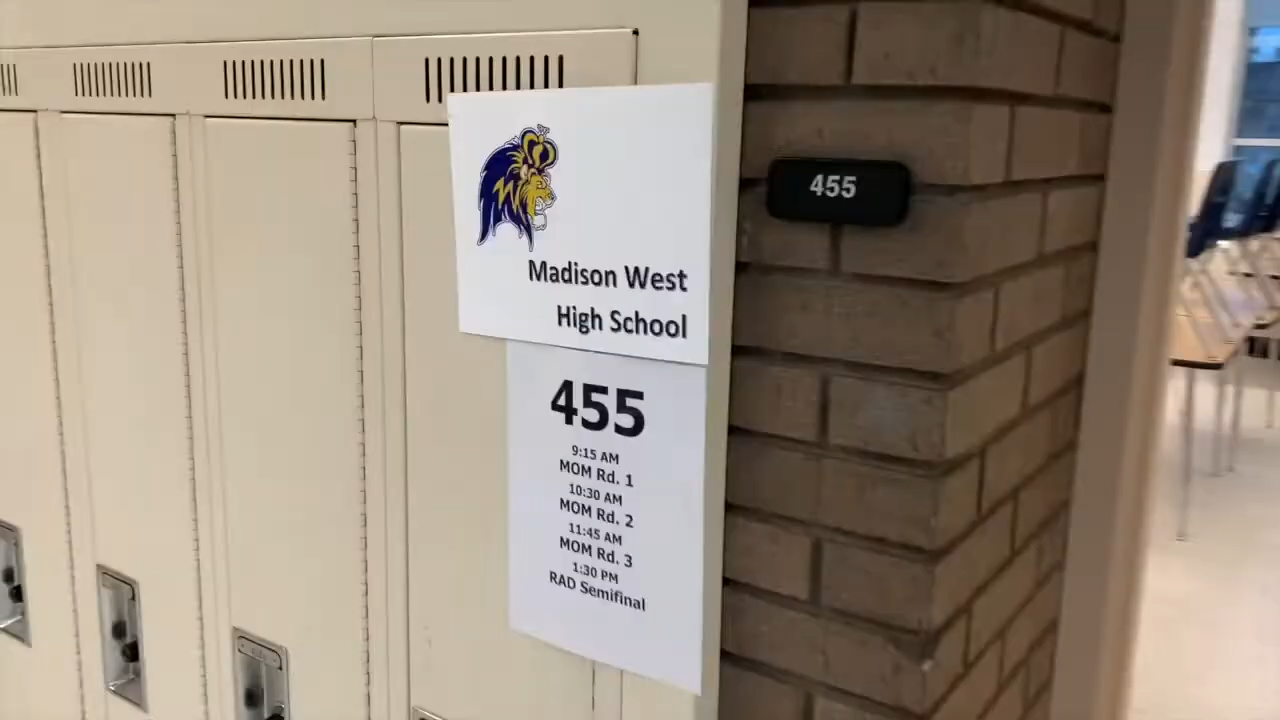 Madison West
High School
455
9:15 AM
MOM Rd. 1
10:30 AM
MOM Rd. 2
11:45 AM
MOM Rd. 3
1:30 PM
RAD Semifinal
455